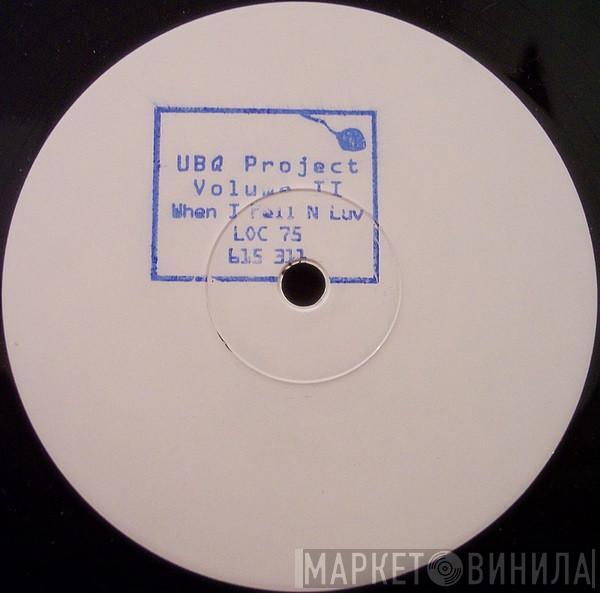 UBQ Project
Volume II
When I Fell N Luv
LOC 75
615 311
МАРКЕТ ВИНИЛА